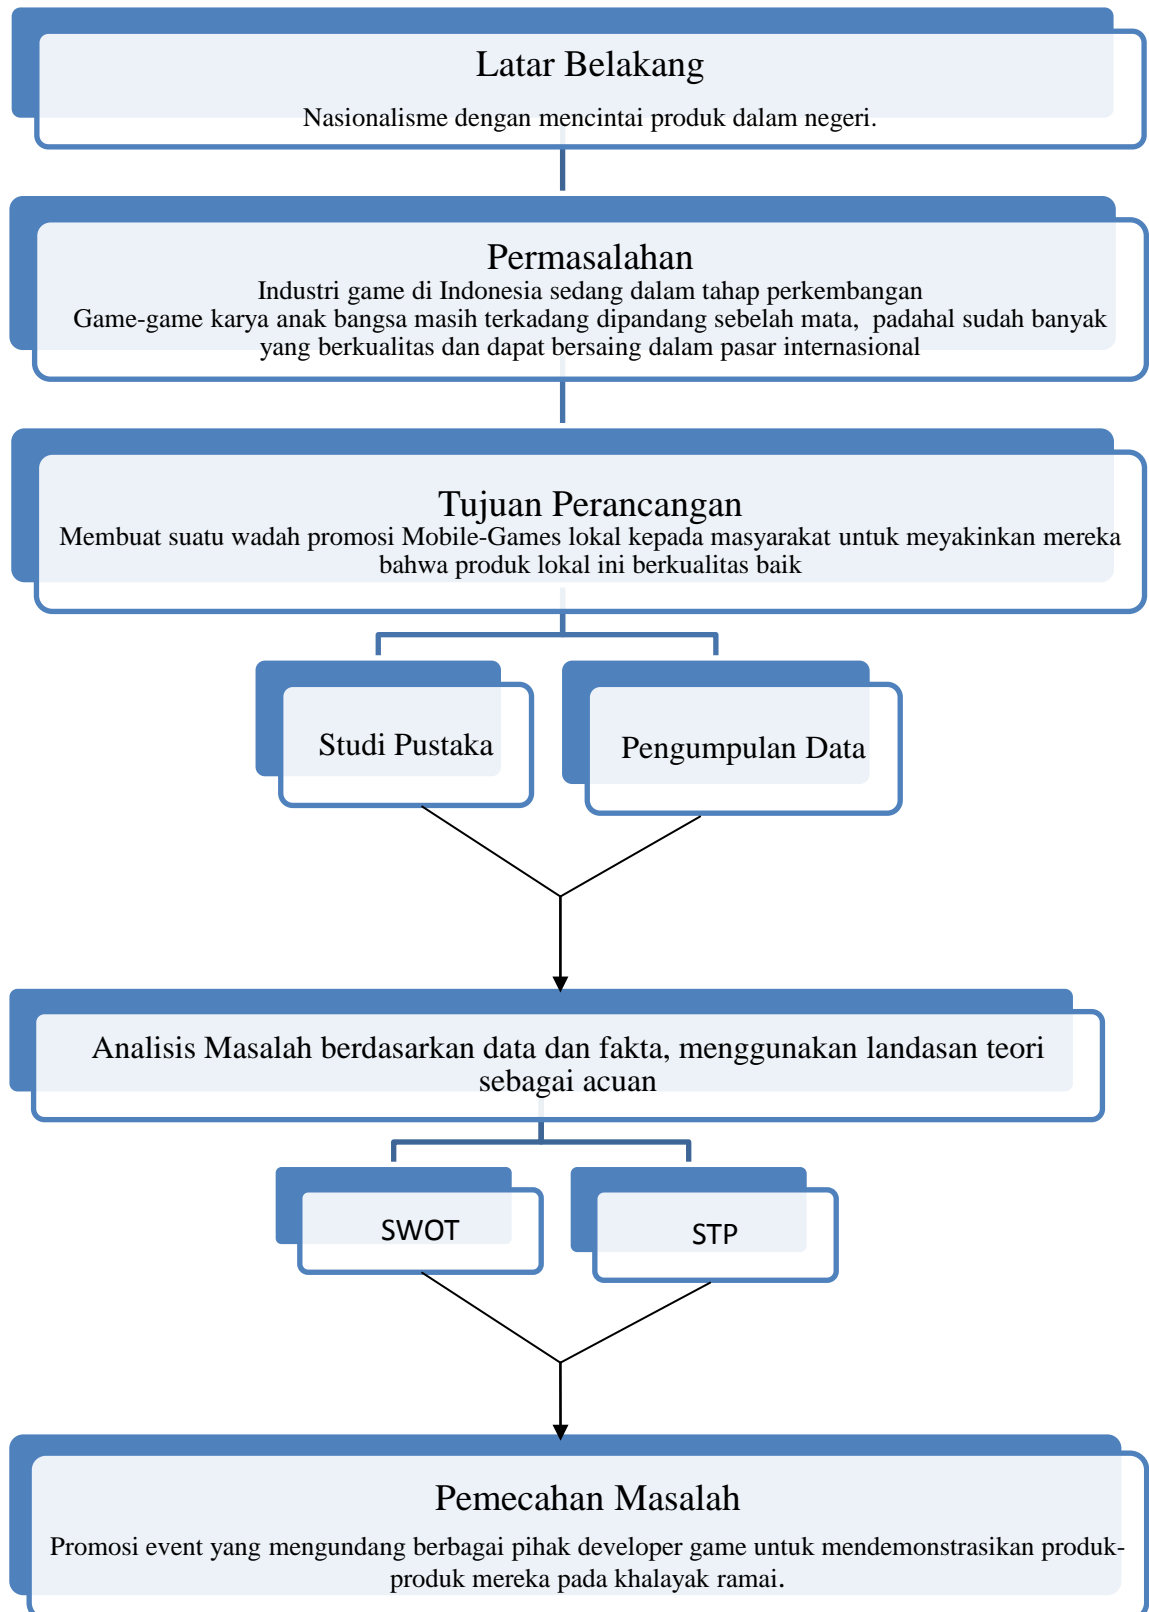 Latar Belakang
Nasionalisme dengan mencintai produk dalam negeri.
Permasalahan
Industri game di Indonesia sedang dalam tahap perkembangan
Game-game karya anak bangsa masih terkadang dipandang sebelah mata, padahal sudah banyak
yang berkualitas dan dapat bersaing dalam pasar internasional
Tujuan Perancangan
Membuat suatu wadah promosi Mobile-Games lokal kepada masyarakat untuk meyakinkan mereka
bahwa produk lokal ini berkualitas baik
Studi Pustaka
Pengumpulan Data
Analisis Masalah berdasarkan data dan fakta, menggunakan landasan teori
sebagai acuan
SWOT
STP
Pemecahan Masalah
Promosi event yang mengundang berbagai pihak developer game untuk mendemonstrasikan produk-
produk mereka pada khalayak ramai.